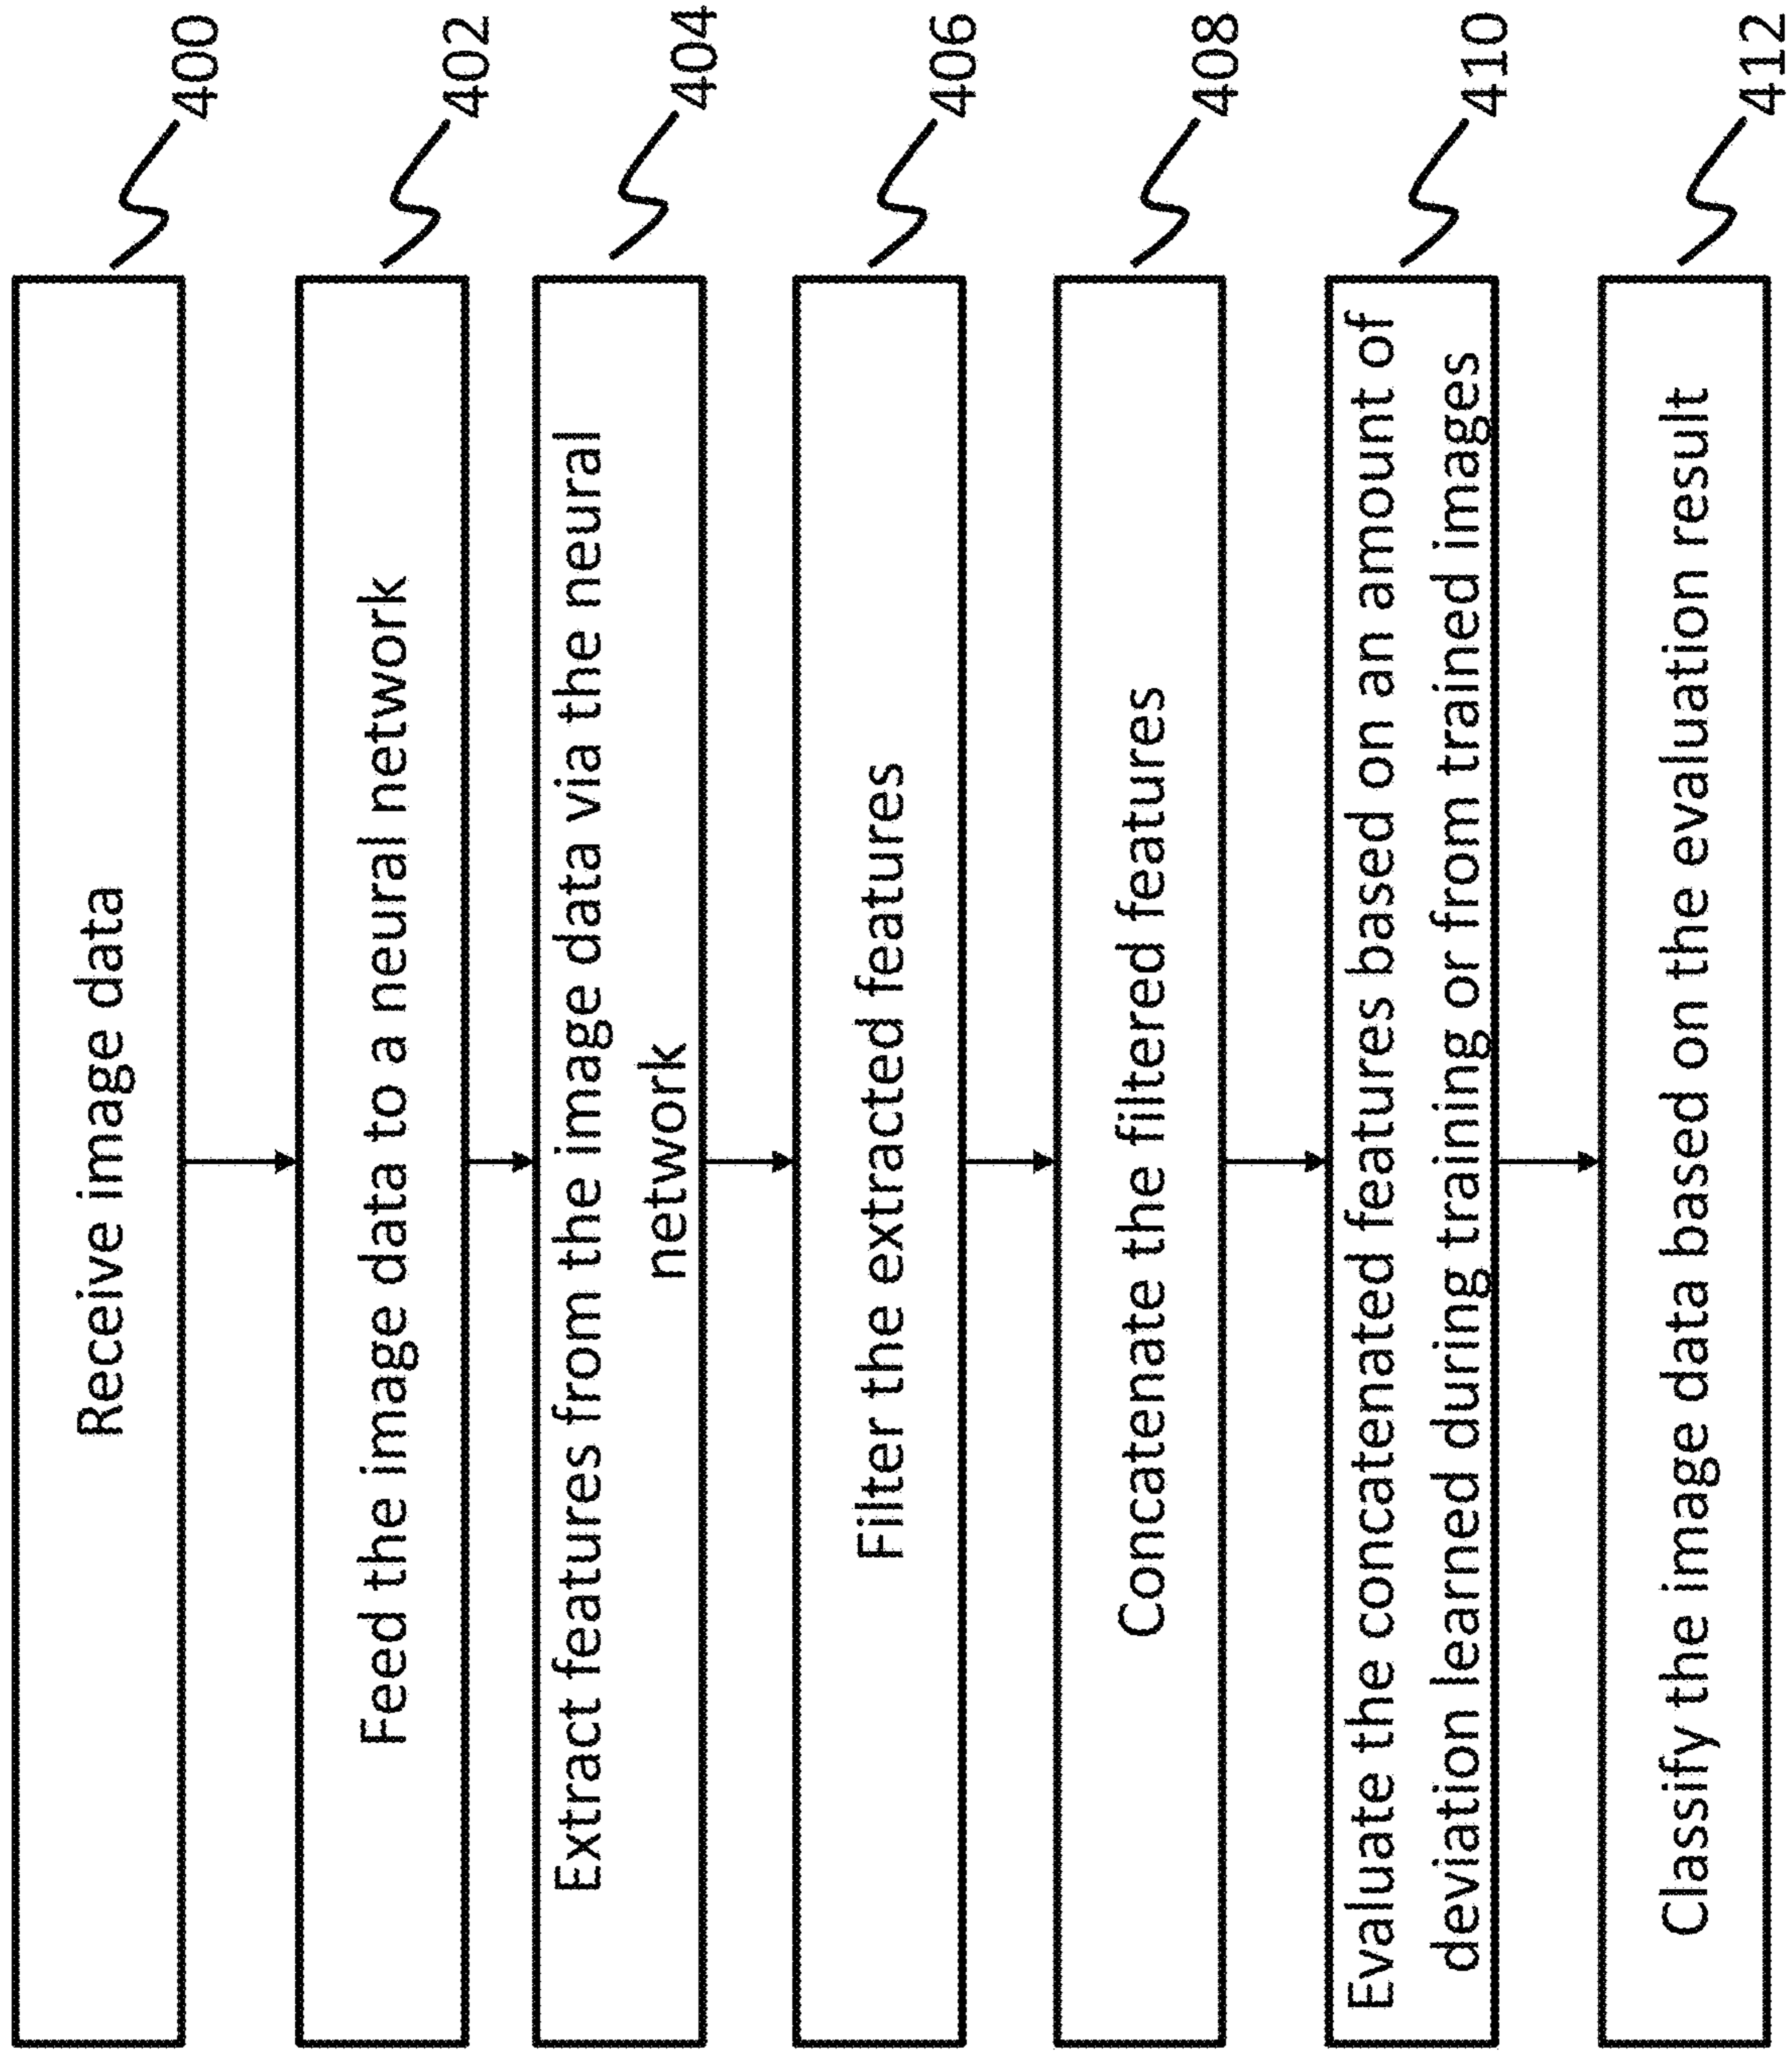 Receive image data
400
Feed the image data to a neural network
402
Extract features from the image data via the neural
network
404
Filter the extracted features
406
Concatenate the filtered features
408
Evaluate the concatenated features based on an amount of
deviation learned during training or from trained images
410
Classify the image data based on the evaluation result
412